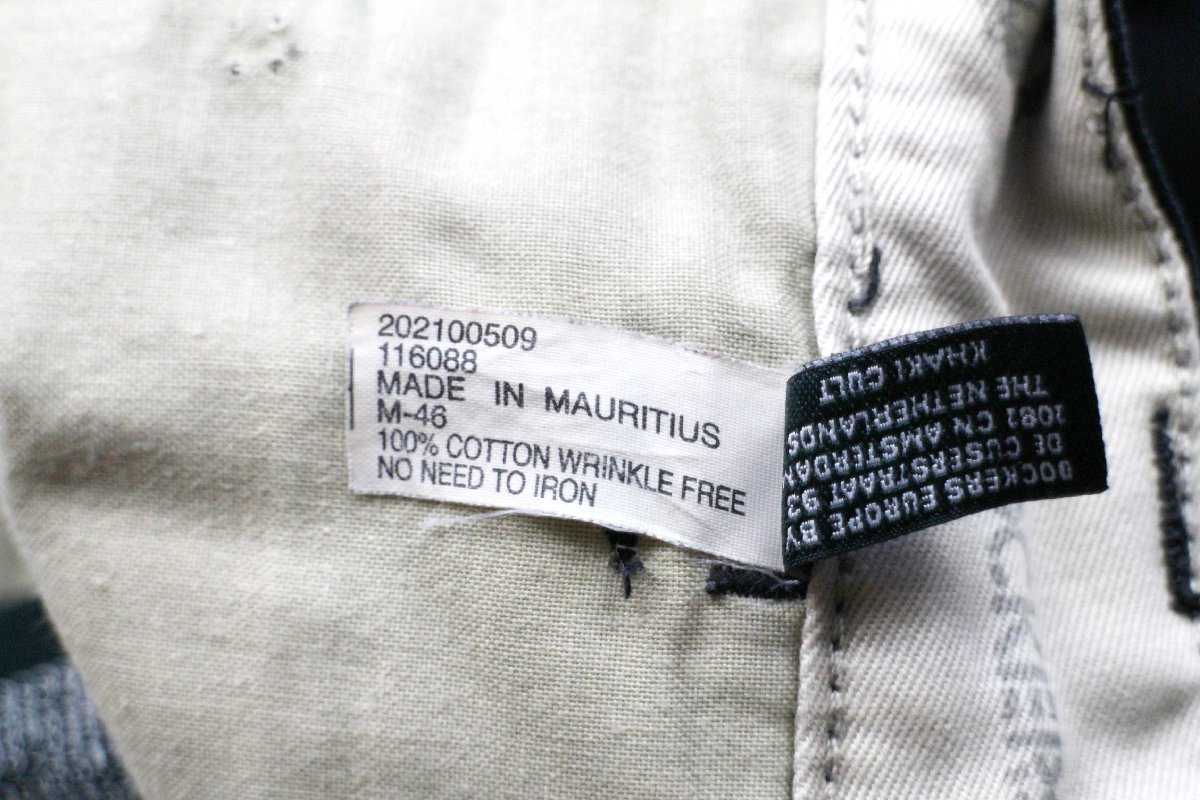 202100509
116088
MADE IN MAURITIUS
M-46
100% COTTON WRINKLE FREE
NO NEED TO IRON
DOCKERS EUROPE BV
DE CUSERSTRAAT 93
1081 CN AMSTERDAM
THE NETHERLANDS
KHAKI CULT